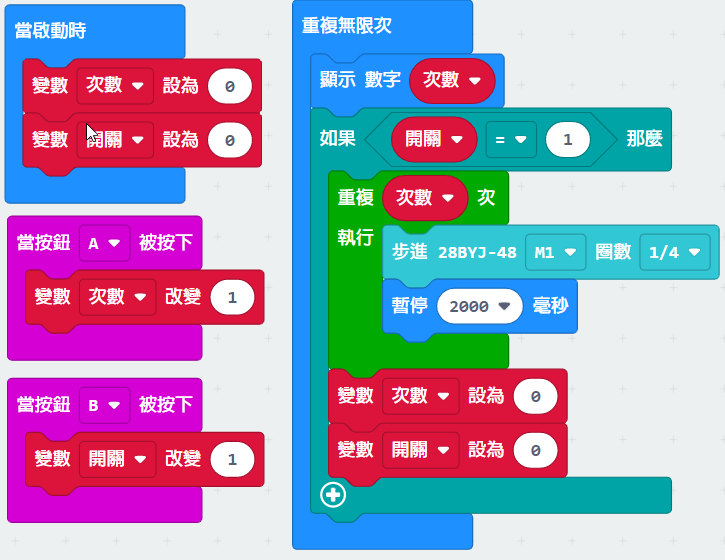 當啟動時
變數 次數 設為 0
變數 開關 設為 0
當按鈕 A 被按下
變數 次數 改變 1
當按鈕 B 被按下
變數 開關 改變 1
重複無限次
顯示 數字 次數
如果 開關 = 1 那麼
重複 次數 次
執行
步進 28BYJ-48 M1 圈數 1/4
暫停 2000 毫秒
變數 次數 設為 0
變數 開關 設為 0